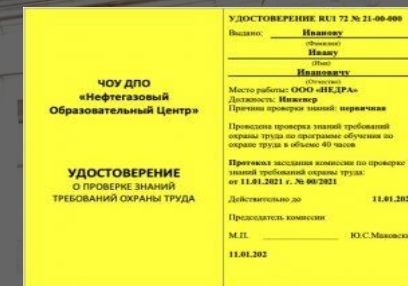 ЧОУ ДПО
«Нефтегазовый
Образовательный Центр»
УДОСТОВЕРЕНИЕ
О ПРОВЕРКЕ ЗНАНИЙ
ТРЕБОВАНИЙ ОХРАНЫ ТРУДА
УДОСТОВЕРЕНИЕ RU1 72 № 21-00-000
Выдано: Иванову
(Фамилия)
Ивану
(Имя)
Ивановичу
(Отчество)
Место работы: ООО «НЕДРА»
Должность: Инженер
Причина проверки знаний: первичная
Проведена проверка знаний требований
охраны труда по программе обучения по
охране труда в объеме 40 часов
Протокол заседания комиссии по проверке
знаний требований охраны труда:
от 11.01.2021 г. № 00/2021
Действительно до 11.01.202
Председатель комиссии
М.П. Ю.С.Маковски
11.01.202